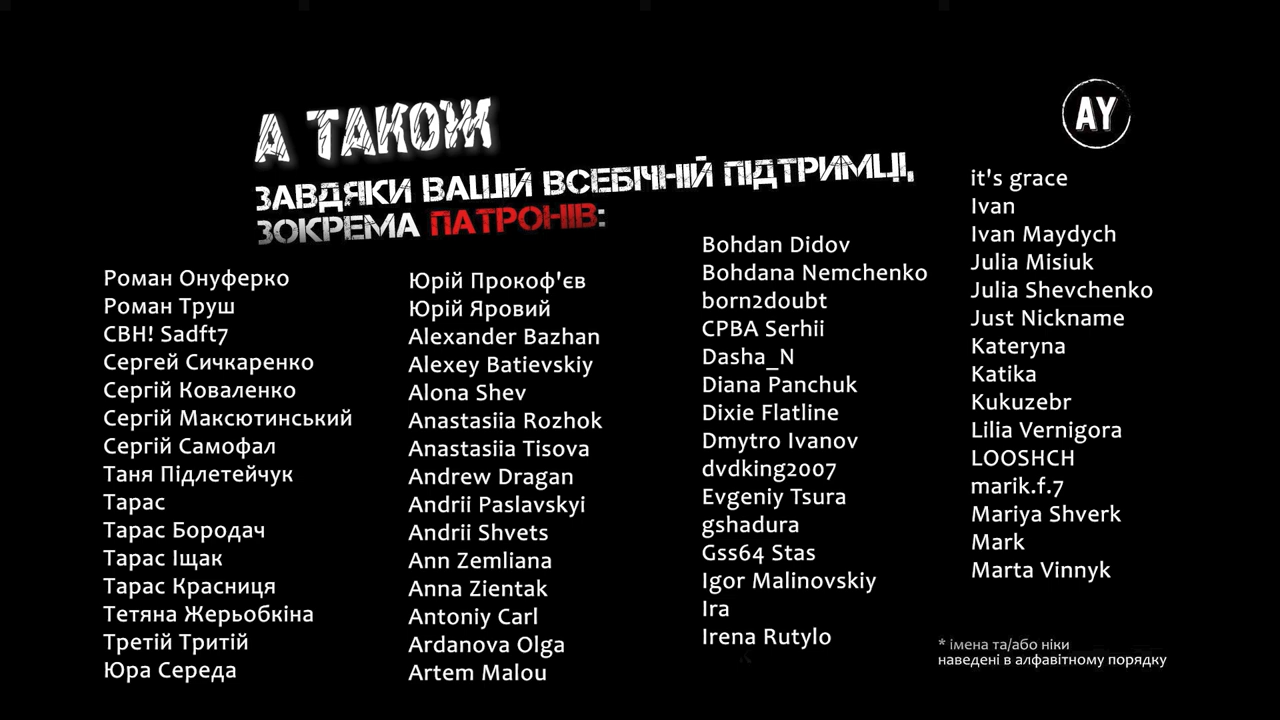 А ТАКОЖ
ЗАВДЯКИ ВАШІЙ ВСЕБІЧНІЙ ПІДТРИМЦІ,
ЗОКРЕМА ПАТРОНІВ:
AY
Роман Онуферко
Роман Труш
СВН! Sadft7
Сергей Сичкаренко
Сергій Коваленко
Сергій Максютинський
Сергій Самофал
Таня Підлетейчук
Тарас
Тарас Бородач
Тарас Іщак
Тарас Красниця
Тетяна Жерьобкіна
Третій Тритій
Юра Середа
Юрій Прокоф'єв
Юрій Яровий
Alexander Bazhan
Alexey Batievskiy
Alona Shev
Anastasiia Rozhok
Anastasiia Tisova
Andrew Dragan
Andrii Paslavskyi
Andrii Shvets
Ann Zemliana
Anna Zientak
Antoniy Carl
Ardanova Olga
Artem Malou
Bohdan Didov
Bohdana Nemchenko
born2doubt
CPBA Serhii
Dasha_N
Diana Panchuk
Dixie Flatline
Dmytro Ivanov
dvdking2007
Evgeniy Tsura
gshadura
Gss64 Stas
Igor Malinovskiy
Ira
Irena Rutylo
it's grace
Ivan
Ivan Maydych
Julia Misiuk
Julia Shevchenko
Just Nickname
Kateryna
Katika
Kukuzebr
Lilia Vernigora
LOOSHCH
marik.f.7
Mariya Shverk
Mark
Marta Vinnyk
* імена та/або ніки
наведені в алфавітному порядку